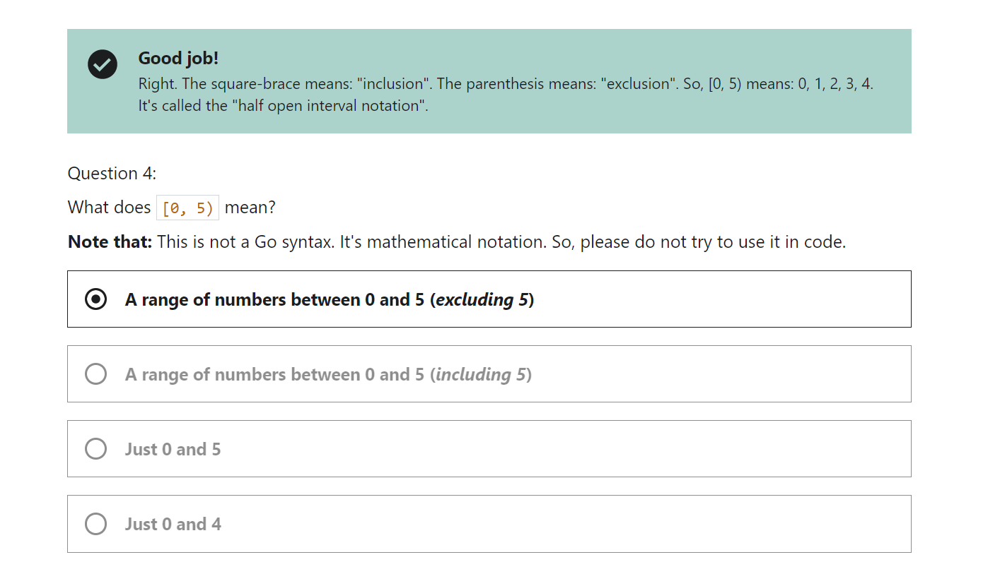 Good job!
Right. The square-brace means: "inclusion". The parenthesis means: "exclusion". So, [0, 5) means: 0, 1, 2, 3, 4.
It's called the "half open interval notation".
Question 4:
What does [0, 5) mean?
Note that: This is not a Go syntax. It's mathematical notation. So, please do not try to use it in code.
A range of numbers between 0 and 5 (excluding 5)
A range of numbers between 0 and 5 (including 5)
Just 0 and 5
Just 0 and 4